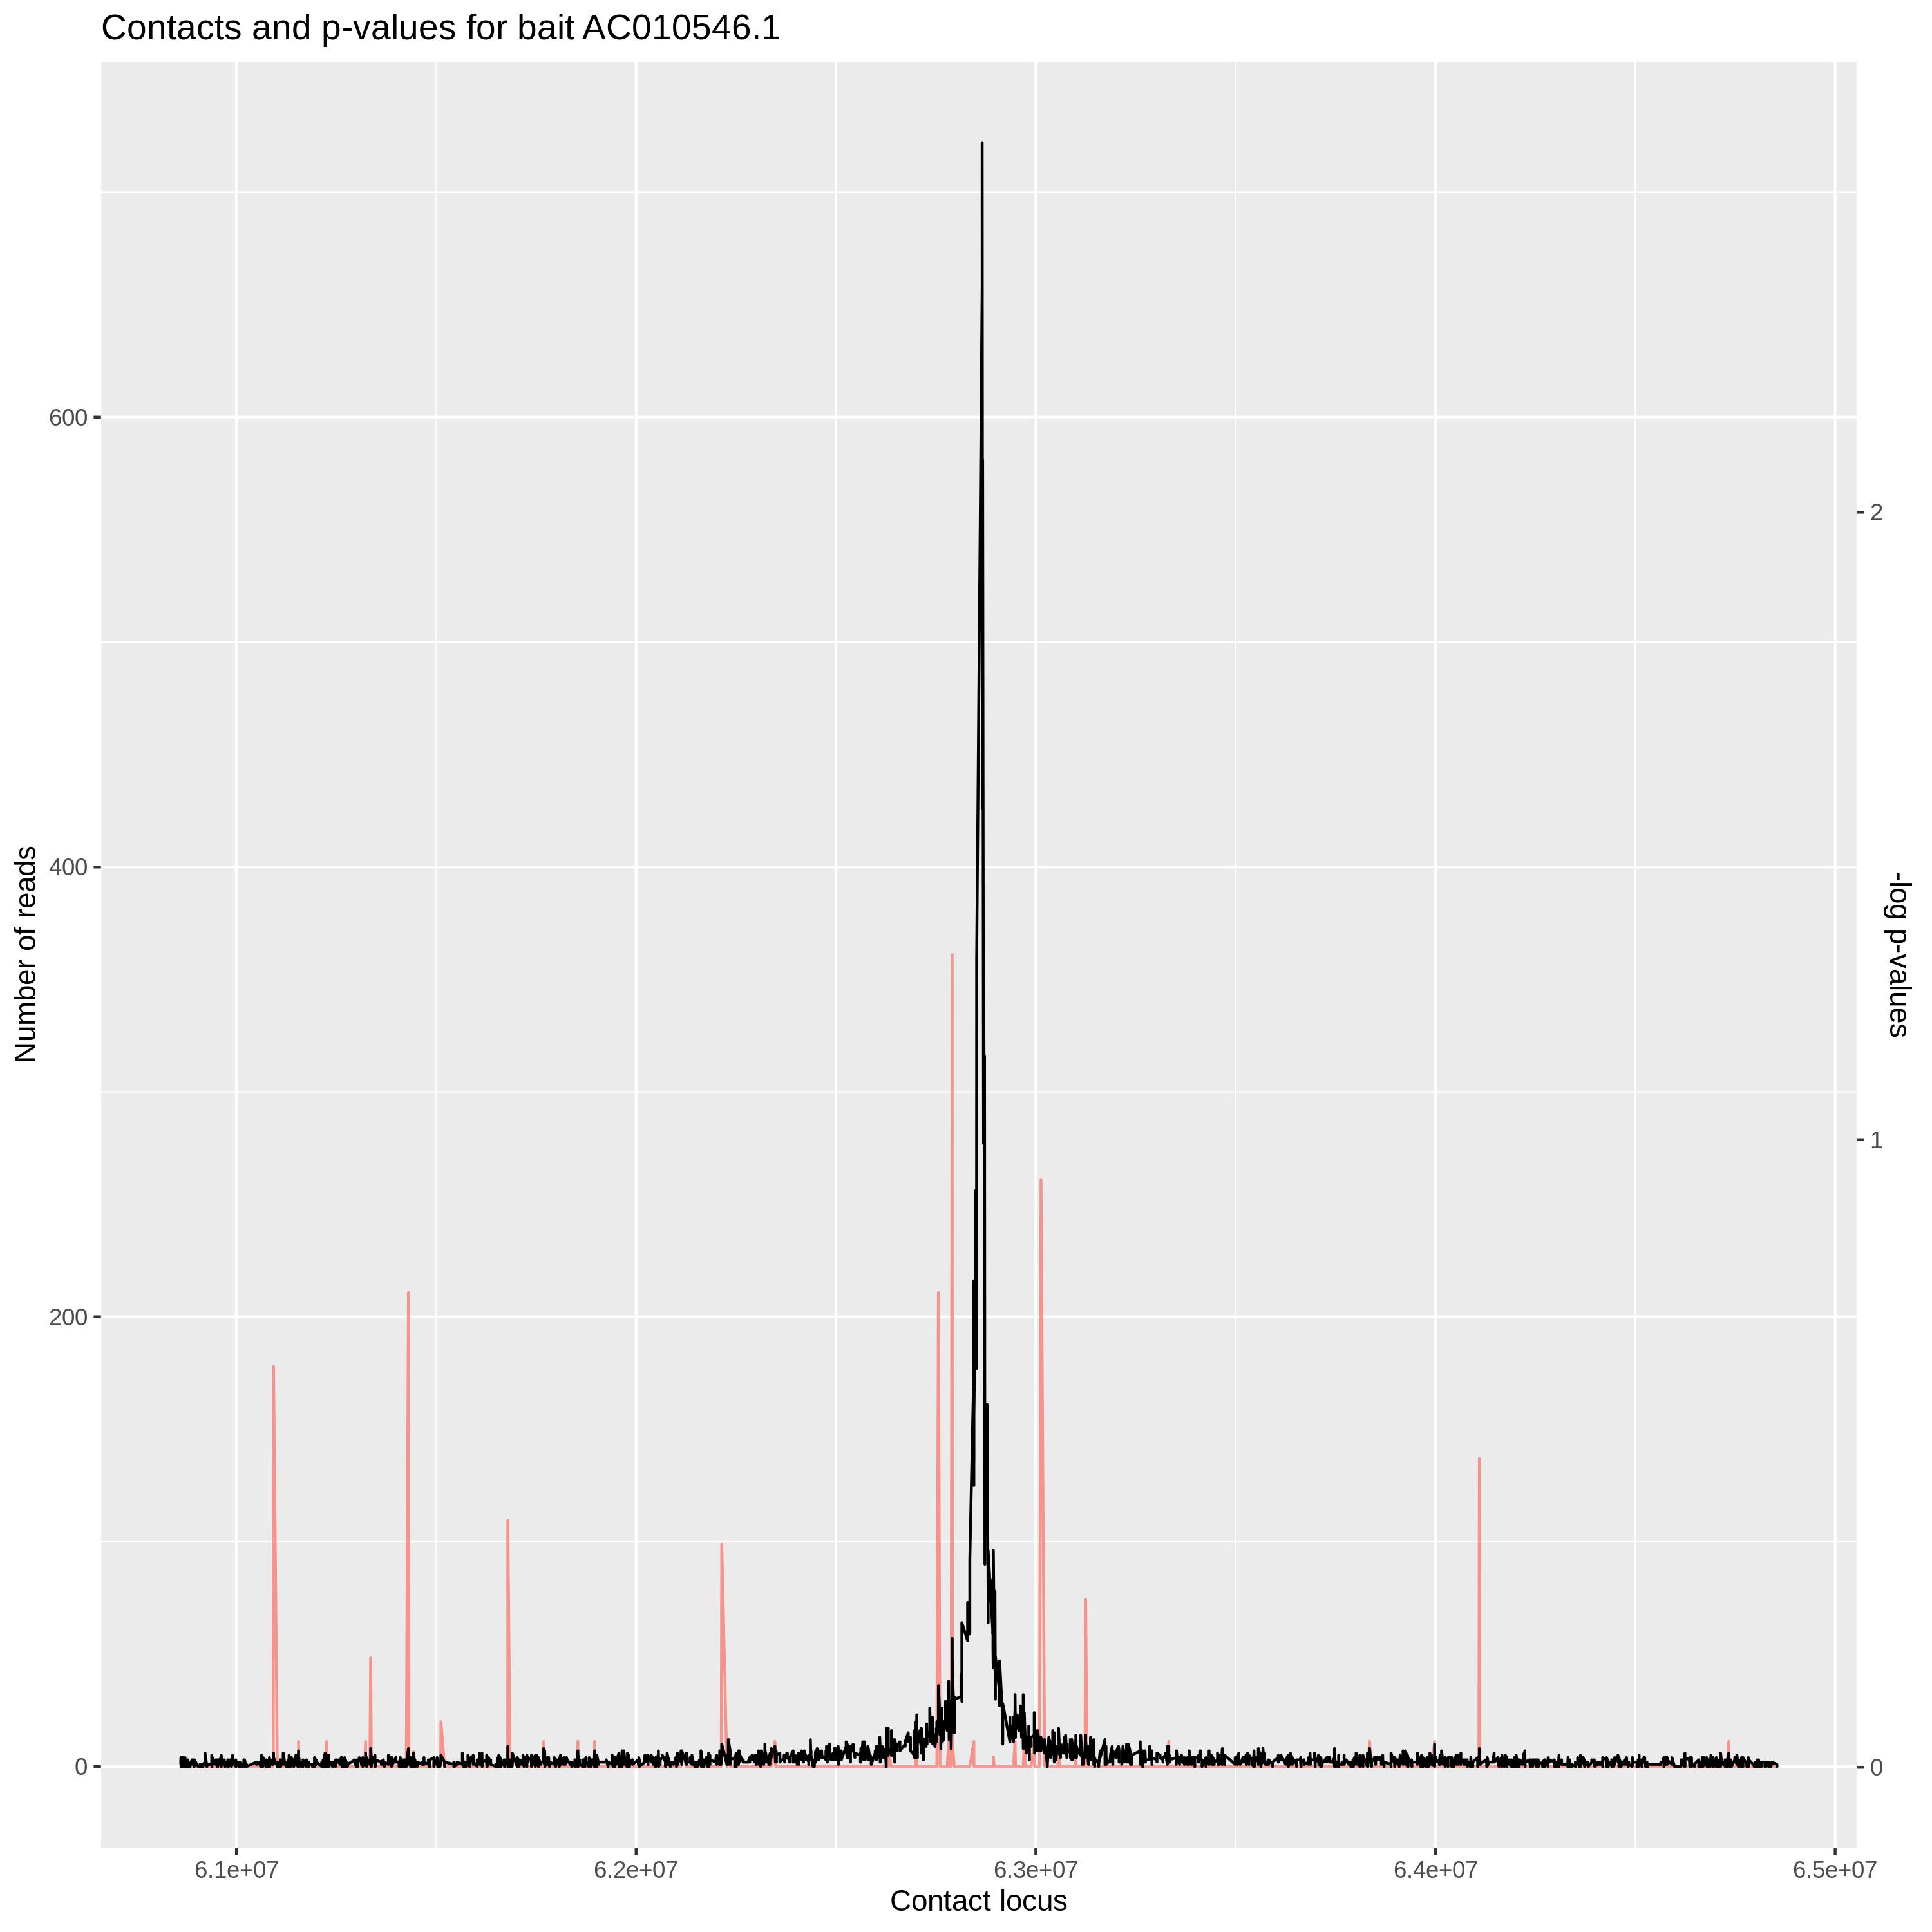 Contacts and p-values for bait AC010546.1
Number of reads
600
400
200
0
2
1
0
-log p-values
6.1e+07
6.2e+07
6.3e+07
6.4e+07
6.5e+07
Contact locus